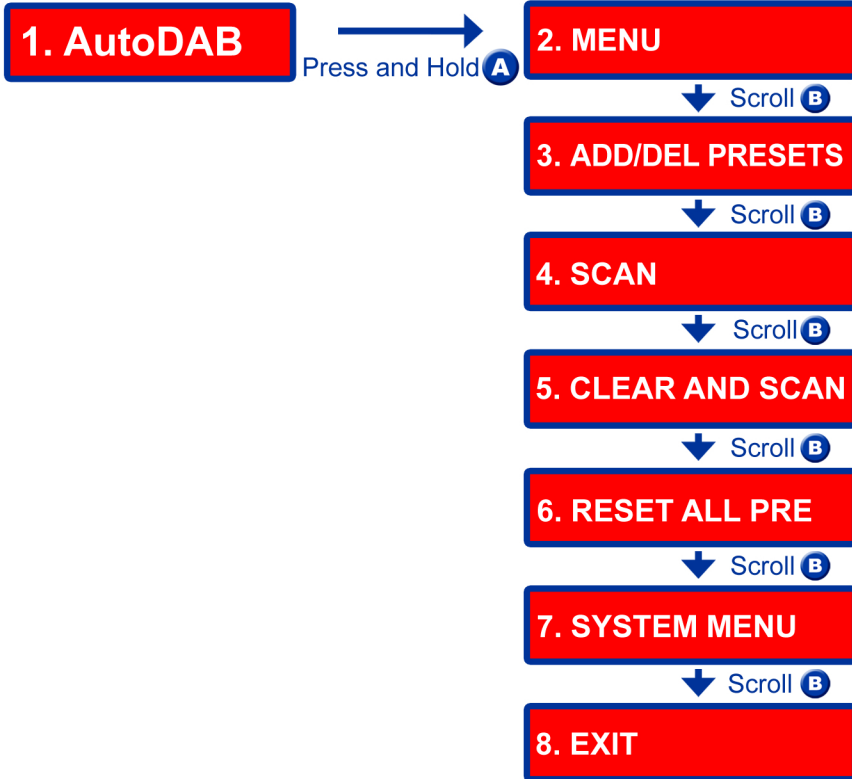 1. AutoDAB
Press and Hold A
2. MENU
Scroll B
3. ADD/DEL PRESETS
Scroll B
4. SCAN
Scroll B
5. CLEAR AND SCAN
Scroll B
6. RESET ALL PRE
Scroll B
7. SYSTEM MENU
Scroll B
8. EXIT